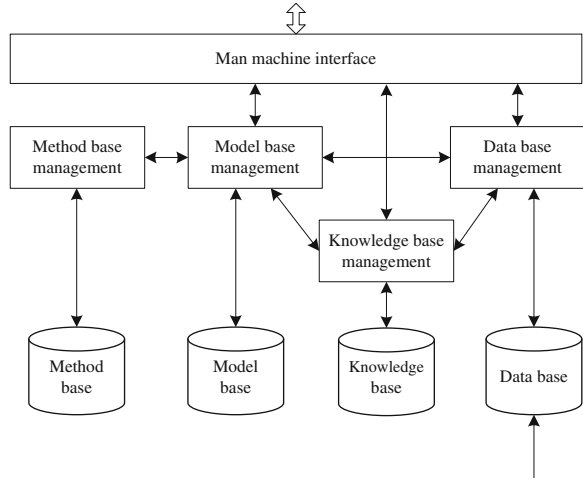 Man machine interface
Method base
management
Model base
management
Data base
management
Knowledge base
management
Method
base
Model
base
Knowledge
base
Data base